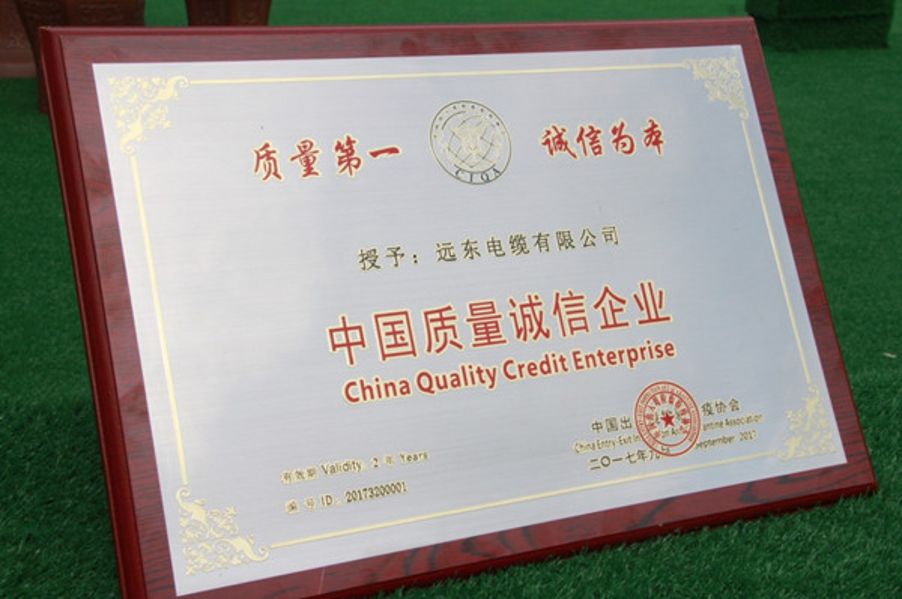 质量第一 诚信为本
CIQA
授予：远东电缆有限公司
中国质量诚信企业
China Quality Credit Enterprise
有效期 Validity 2 年 Years
编号 ID: 20173200001
中国出 疫协会
China Entry-Exit Association
二〇一七年九 September 2017